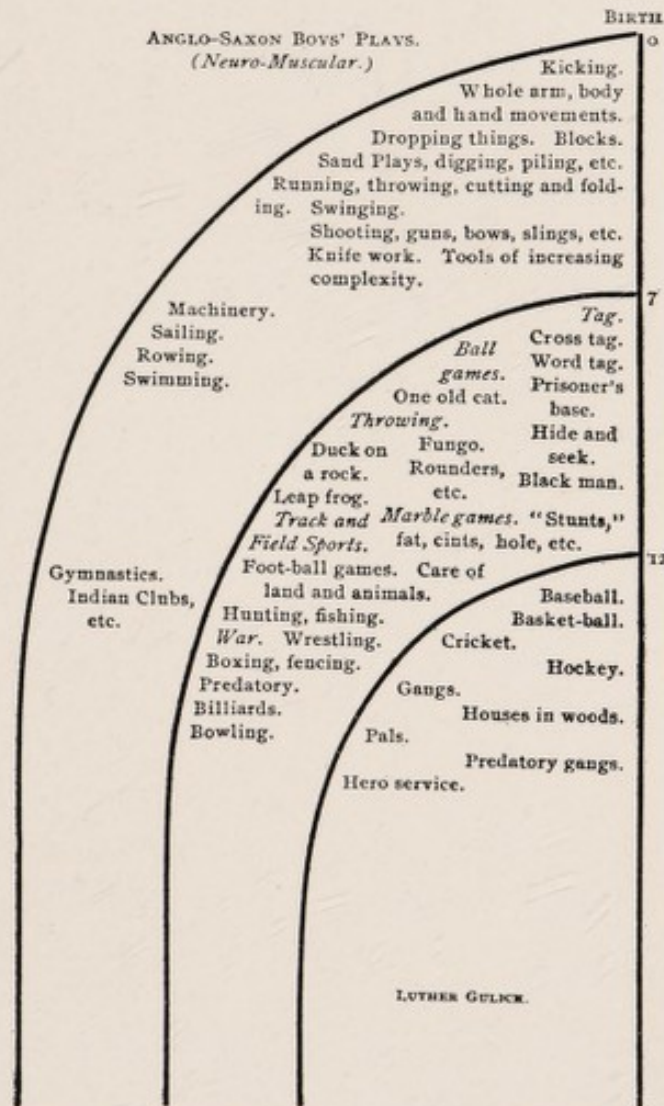 BIRTH
ANGLO-SAXON BOYS' PLAYS.
(Neuro-Muscular.)
0
Kicking.
Whole arm, body
and hand movements.
Dropping things. Blocks.
Sand Plays, digging, piling, etc.
Running, throwing, cutting and fold-
ing. Swinging.
Shooting, guns, bows, slings, etc.
Knife work. Tools of increasing
complexity.
Machinery.
Sailing.
Rowing.
Swimming.
Gymnastics.
Indian Clubs,
etc.
7
Tag.
Cross tag.
Word tag.
Prisoner's
base.
Hide and
seek.
Black man.
"Stunts,"
Ball
games.
One old cat.
Throwing.
Fungo.
Rounders,
etc.
Duck on
a rock.
Leap frog.
Track and
Field Sports.
Marble games.
fat, cints, hole, etc.
Foot-ball games. Care of
land and animals.
Hunting, fishing.
War. Wrestling.
Boxing, fencing.
Predatory.
Billiards.
Bowling.
12
Baseball.
Basket-ball.
Cricket.
Hockey.
Gangs.
Houses in woods.
Pals.
Predatory gangs.
Hero service.
LUTHER GULICK.